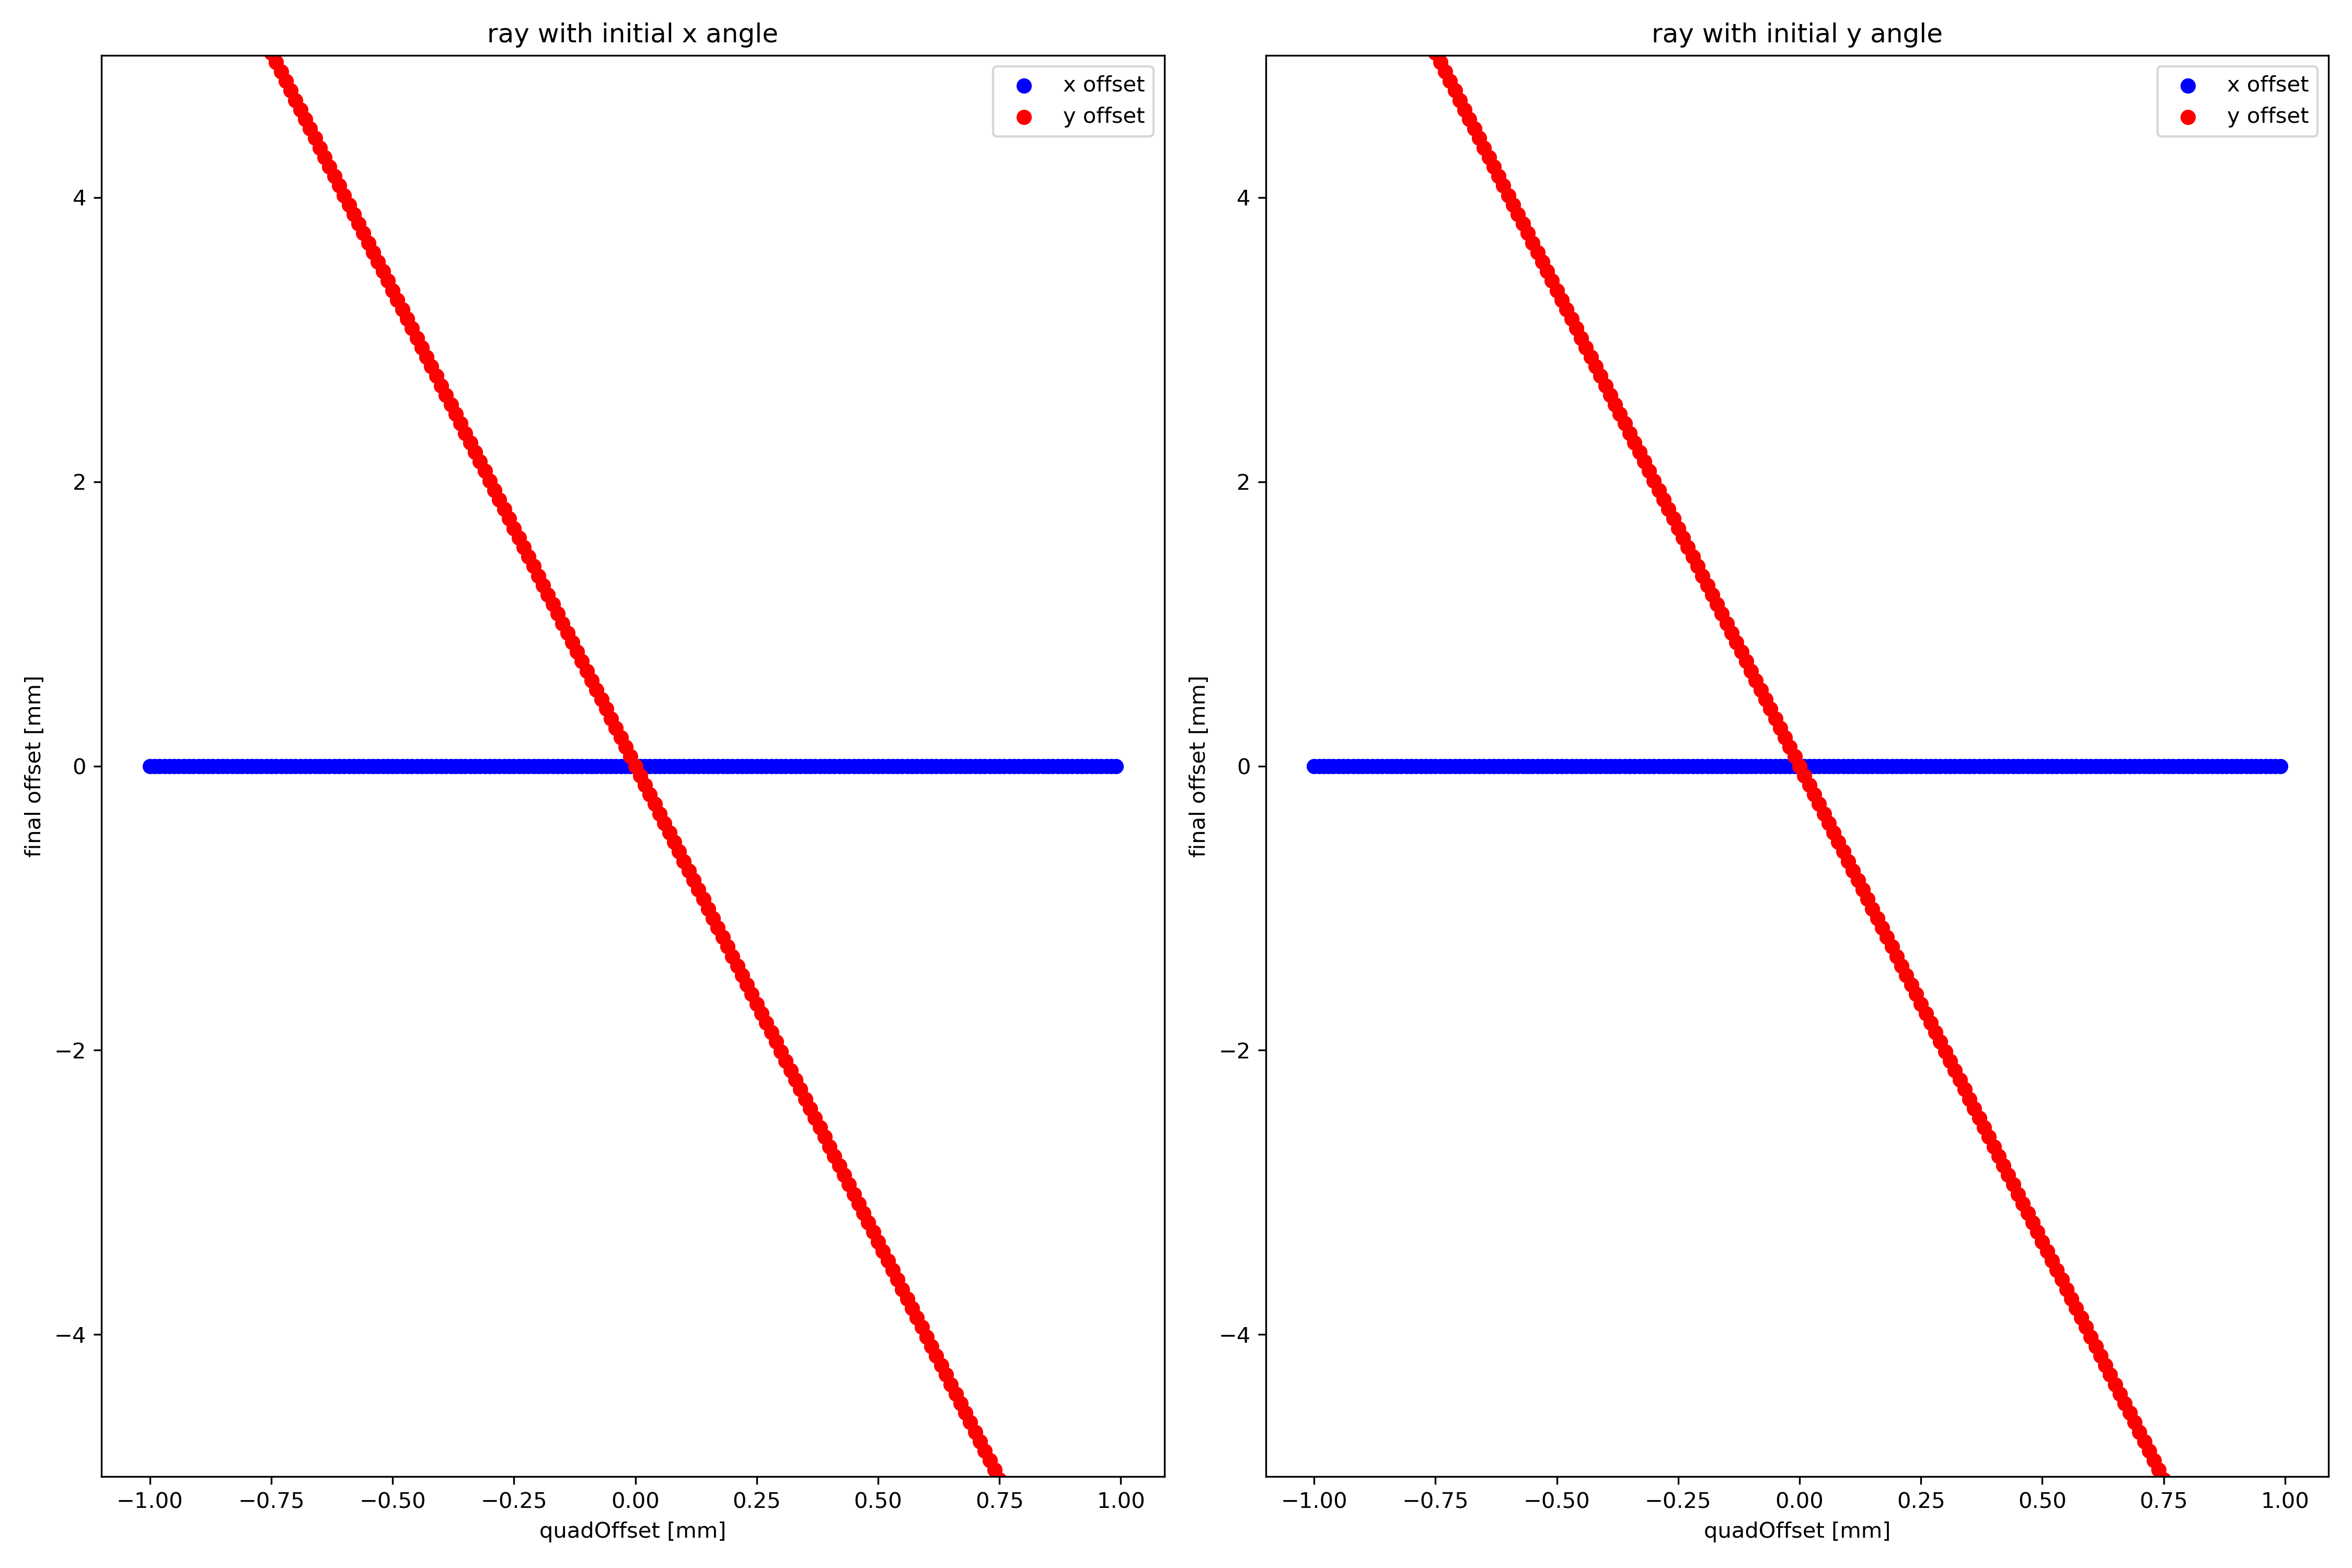 ray with initial x angle
x offset
y offset
4
2
0
−2
−4
final offset [mm]
−1.00 −0.75 −0.50 −0.25 0.00 0.25 0.50 0.75 1.00
quadOffset [mm]
ray with initial y angle
x offset
y offset
4
2
0
−2
−4
final offset [mm]
−1.00 −0.75 −0.50 −0.25 0.00 0.25 0.50 0.75 1.00
quadOffset [mm]